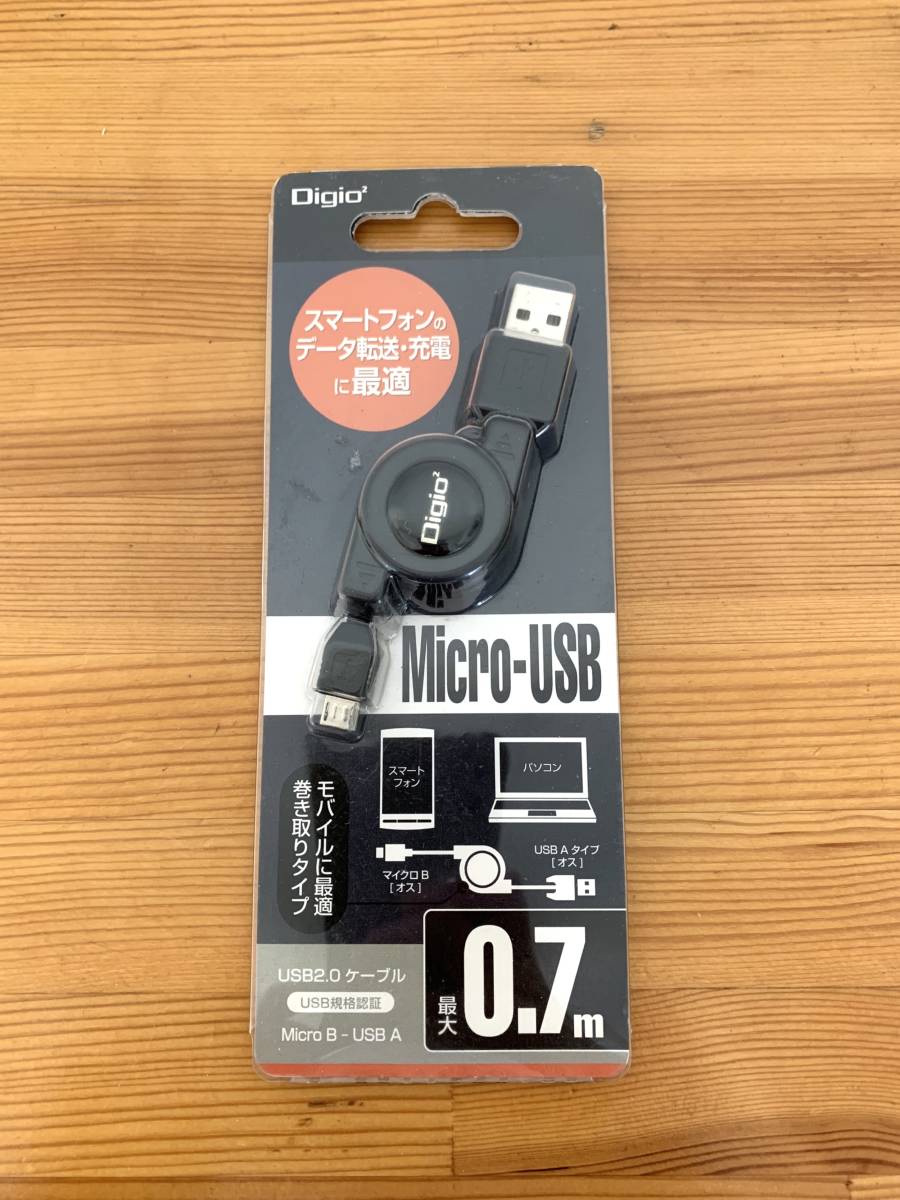 Digio²
スマートフォンの
データ転送・充電
に最適
Digio²
Micro-USB
スマート
フォン
パソコン
モバイルに最適
巻き取りタイプ
マイクロ B
[オス]
USB A タイプ
[オス]
USB2.0 ケーブル
USB規格認証
Micro B - USB A
最大
0.7m